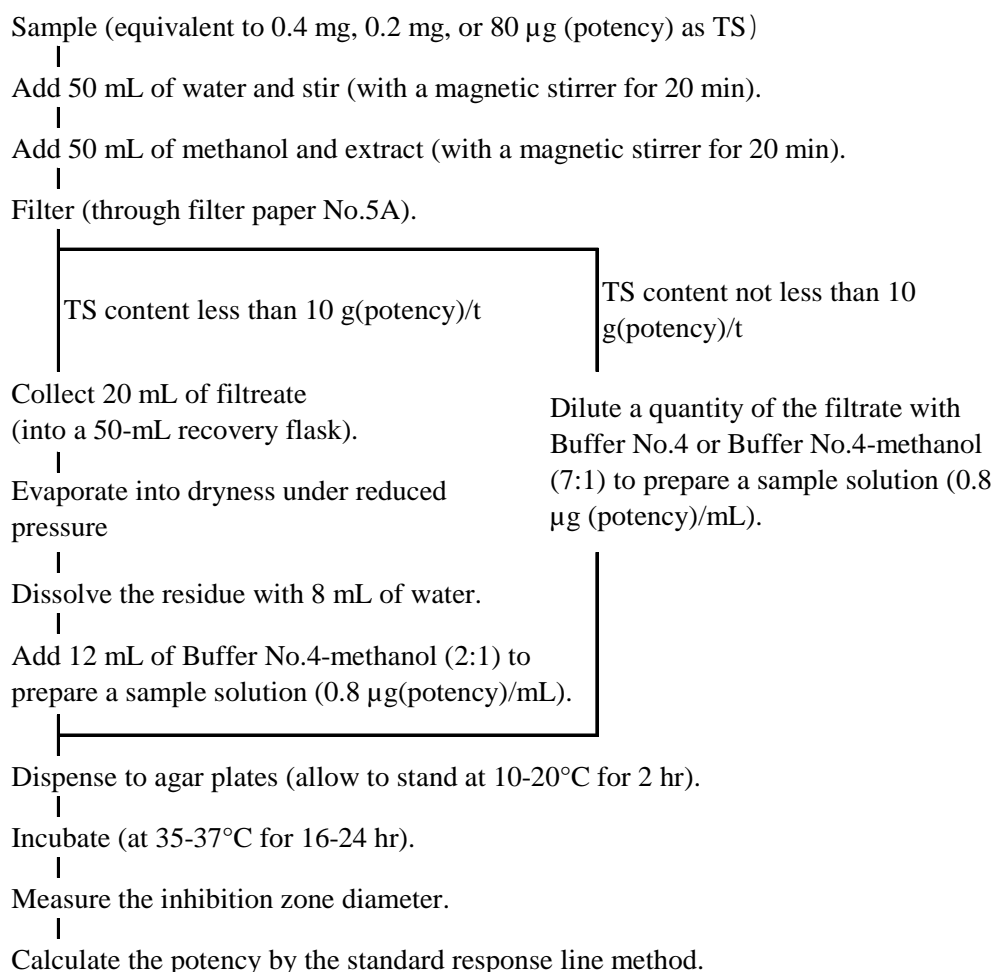 Sample (equivalent to 0.4 mg, 0.2 mg, or 80 µg (potency) as TS)
Add 50 mL of water and stir (with a magnetic stirrer for 20 min).
Add 50 mL of methanol and extract (with a magnetic stirrer for 20 min).
Filter (through filter paper No.5A).
TS content less than 10 g(potency)/t
TS content not less than 10
g(potency)/t
Collect 20 mL of filtreate
(into a 50-mL recovery flask).
Evaporate into dryness under reduced
pressure
Dissolve the residue with 8 mL of water.
Add 12 mL of Buffer No.4-methanol (2:1) to
prepare a sample solution (0.8 µg(potency)/mL).
Dilute a quantity of the filtrate with
Buffer No.4 or Buffer No.4-methanol
(7:1) to prepare a sample solution (0.8
µg (potency)/mL).
Dispense to agar plates (allow to stand at 10-20°C for 2 hr).
Incubate (at 35-37°C for 16-24 hr).
Measure the inhibition zone diameter.
Calculate the potency by the standard response line method.